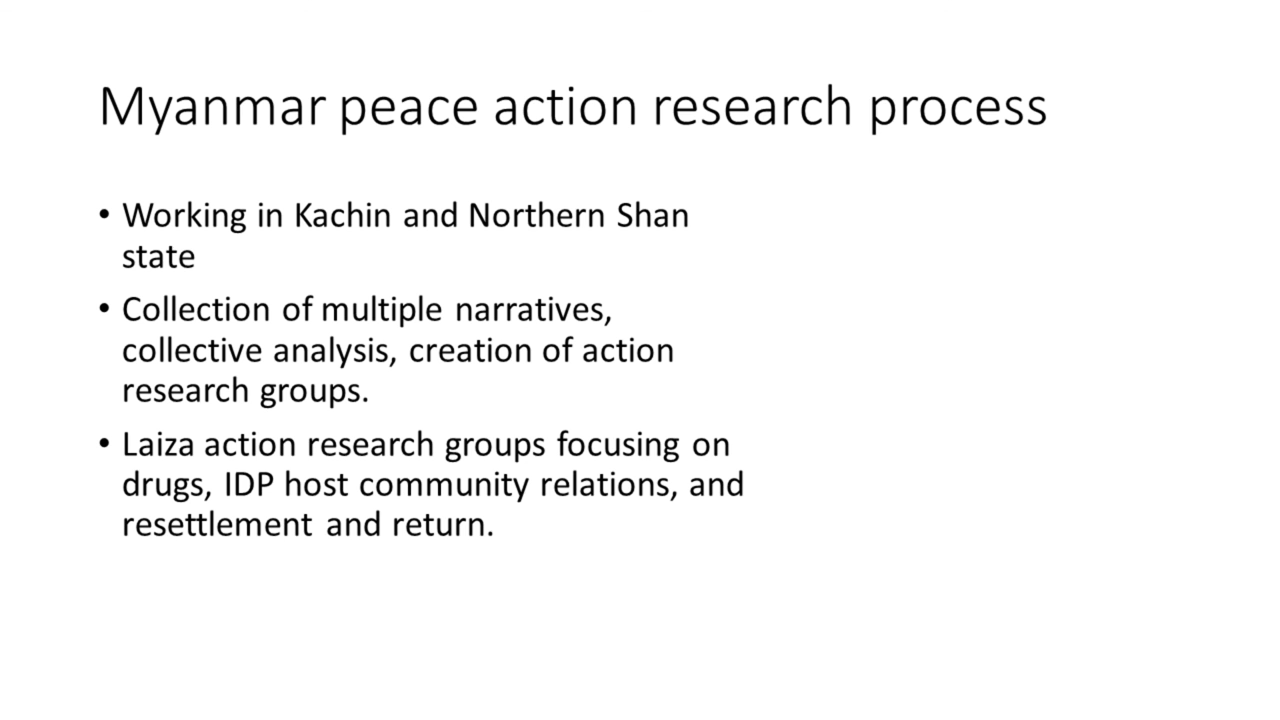 Myanmar peace action research process
• Working in Kachin and Northern Shan
state
• Collection of multiple narratives,
collective analysis, creation of action
research groups.
• Laiza action research groups focusing on
drugs, IDP host community relations, and
resettlement and return.